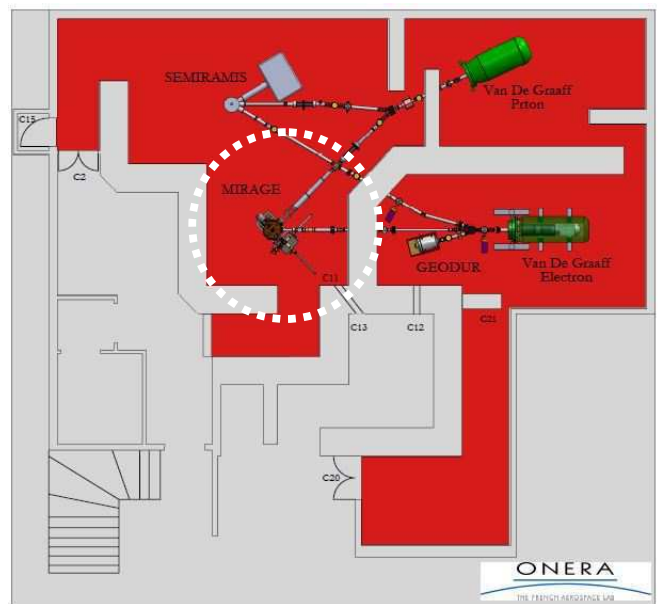 SEMIRAMIS
Van De Graaff
Prton
C15
C2
MIRAGE
GEODUR
Van De Graaff
Electron
C11
C13
C12
C21
C20
ONERA
THE FRENCH AEROSPACE LAB